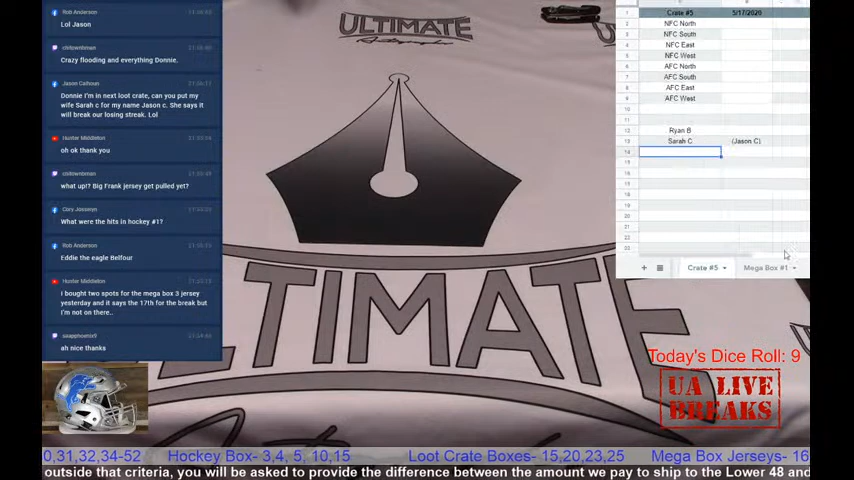 Rob Anderson
Lol Jason
Crazy flooding and everything Donnie.
Jason Calhoun
Donnie I'm in next loot crate, can you put my
wife Sarah c for my name Jason c. She says it
will break our losing streak. Lol
Hunter Middleton
oh ok thank you
what up!? Big Frank jersey get pulled yet?
What were the hits in hockey #1?
Rob Anderson
Eddie the eagle Belfour
Hunter Middleton
I bought two spots for the mega box 3 jersey
yesterday and it says the 17th for the break but
I'm not on there..
ah nice thanks
ULTIMATE
ULTIMATE
Crate #5 5/17/2020
NFC North
NFC South
NFC East
NFC West
AFC North
AFC South
AFC East
AFC West
Ryan B
Sarah C (Jason C)
Crate #5 Mega Box #1
Today's Dice Roll: 9
UA LIVE
BREAKS
0,31,32,34-52 Hockey Box- 3,4, 5, 10,15 Loot Crate Boxes- 15,20,23,25 Mega Box Jerseys- 16
outside that criteria, you will be asked to provide the difference between the amount we pay to ship to the Lower 48 and